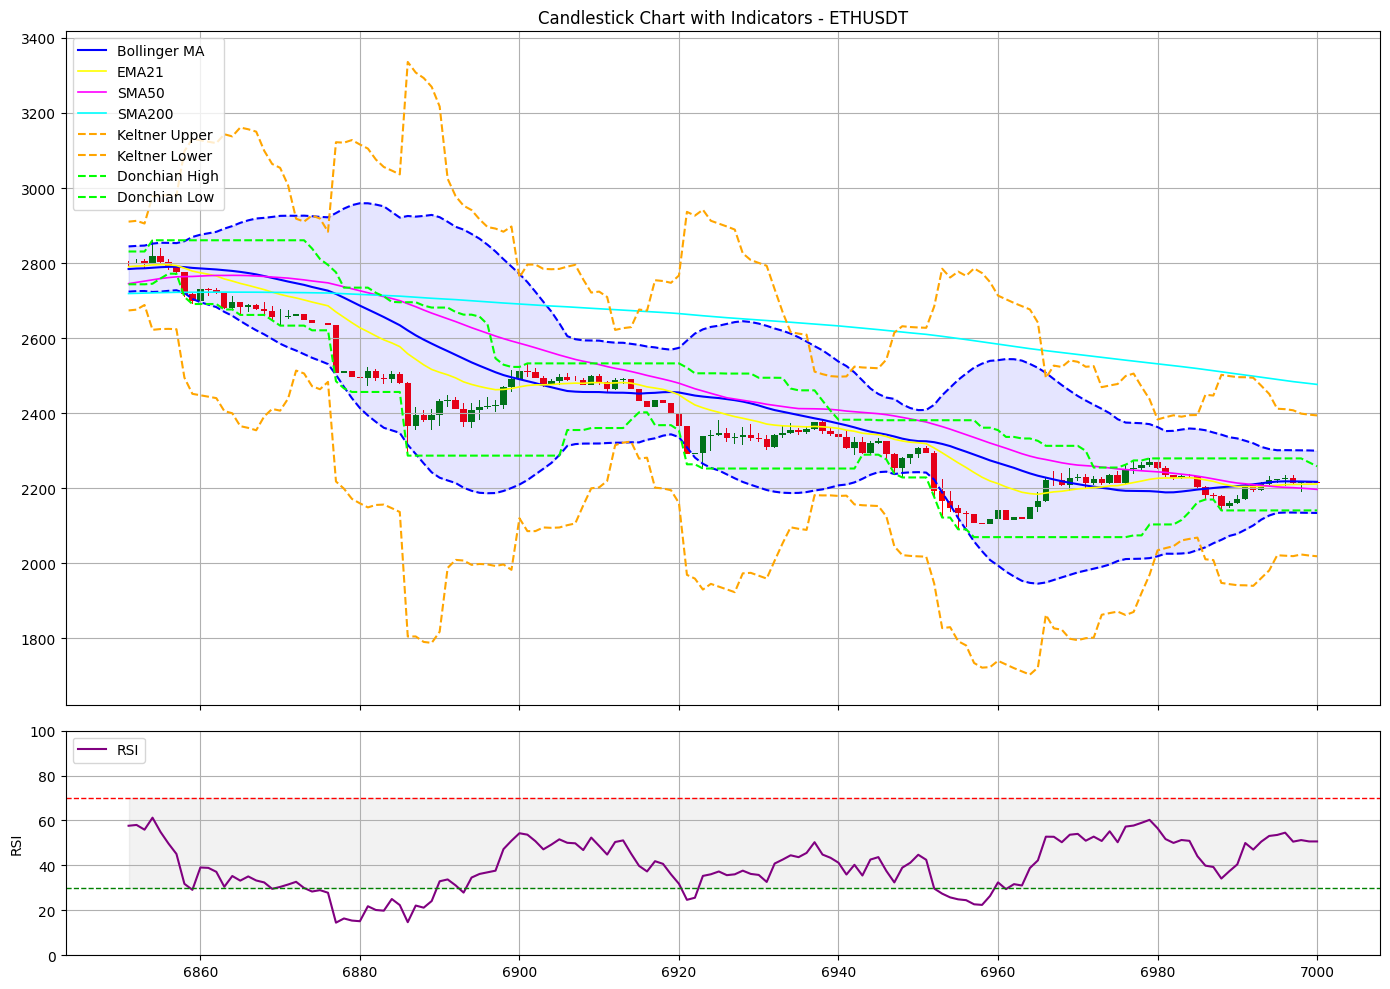 Candlestick Chart with Indicators - ETHUSDT
3400
3200
3000
2800
2600
2400
2200
2000
1800
Bollinger MA
EMA21
SMA50
SMA200
Keltner Upper
Keltner Lower
Donchian High
Donchian Low
100
80
60
40
20
0
RSI
RSI
6860
6880
6900
6920
6940
6960
6980
7000